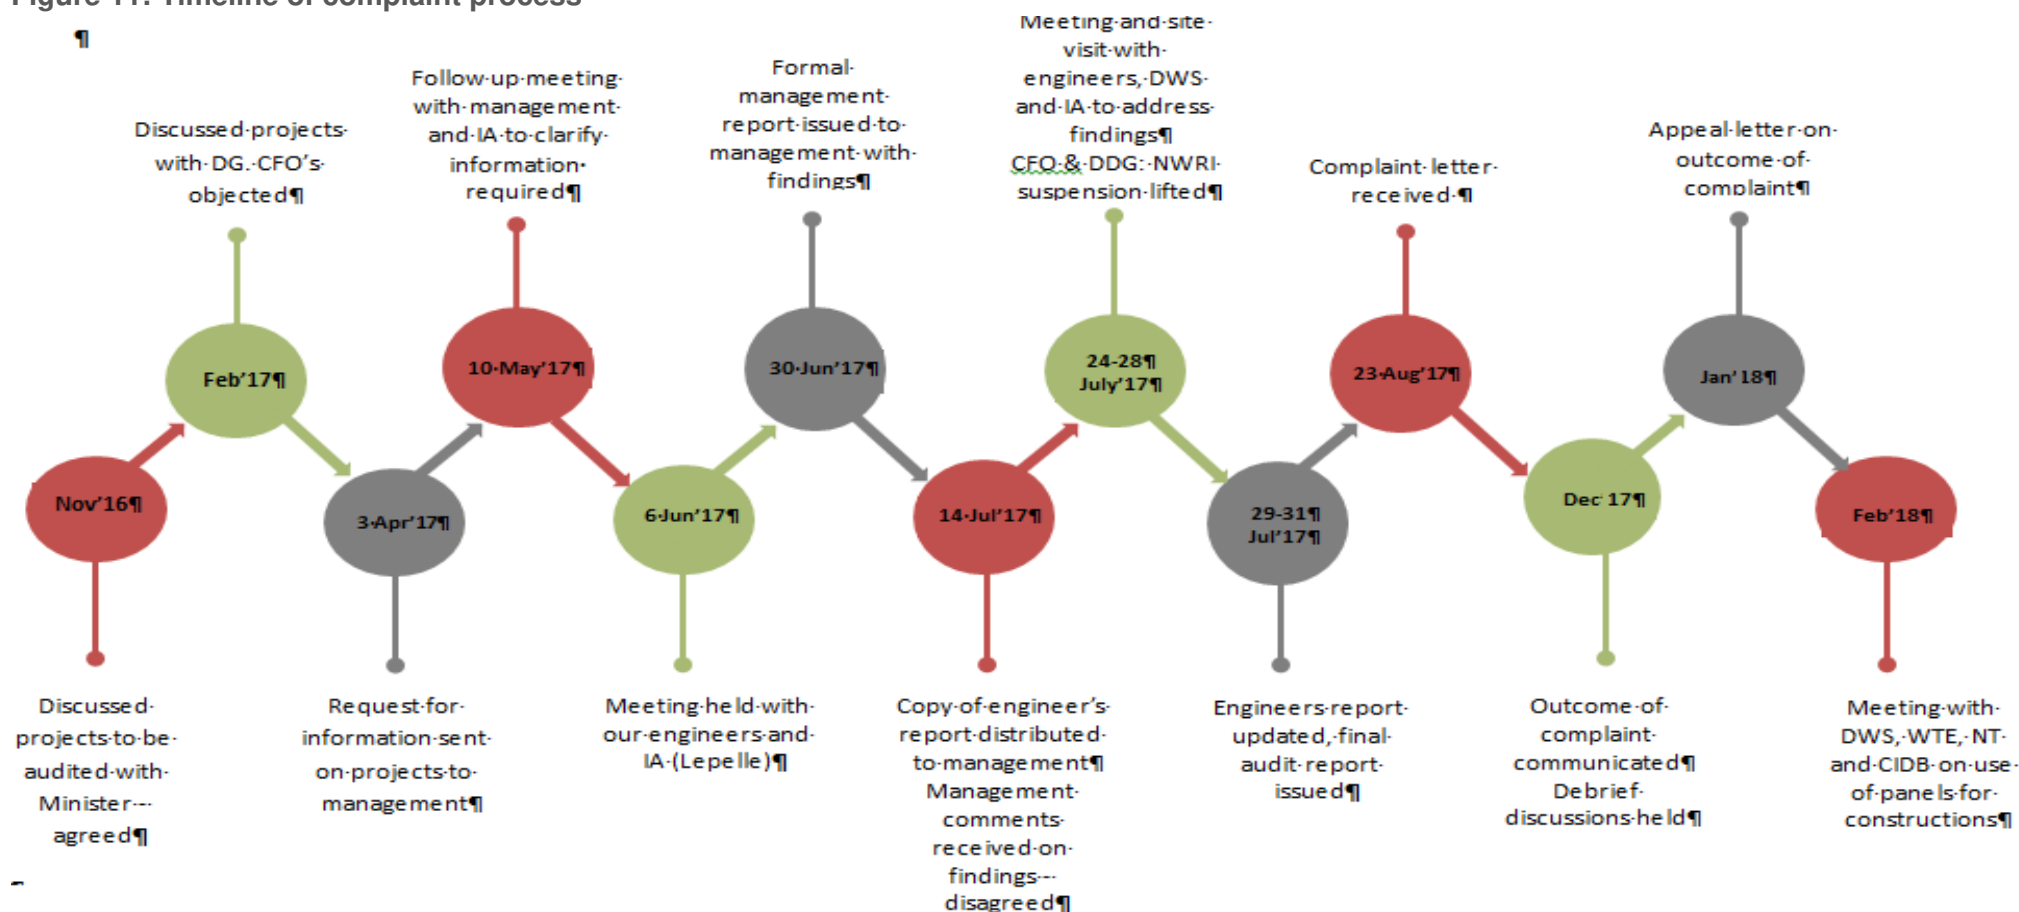 Figure 11: Timeline of complaint process
¶
Discussed·projects·
with·DG.·CFO's·
objected¶
Follow·up·meeting·
with·management·
and·IA·to·clarify·
information·
required¶
Formal·
management·
report·issued·to·
management·with·
findings¶
Meeting·and·site·
visit·with·
engineers,·DWS·
and·IA·to·address·
findings¶
CFO·&·DDG:·NWRI·
suspension·lifted¶
Complaint·letter·
received·¶
Appeal·letter·on·
outcome·of·
complaint¶
Nov'16¶
Feb'17¶
3·Apr'17¶
10·May'17¶
6·Jun'17¶
30·Jun'17¶
14·Jul'17¶
24-28¶
July'17¶
29-31¶
Jul'17¶
23·Aug'17¶
Dec'17¶
Jan'18¶
Feb'18¶
Discussed·
projects·to·be·
audited·with·
Minister·-·
agreed¶
Request·for·
information·sent·
on·projects·to·
management¶
Meeting·held·with·
our·engineers·and·
IA·(Lepelle)¶
Copy·of·engineer's·
report·distributed·
to·management¶
Management·
comments·
received·on·
findings·-·
disagreed¶
Engineers·report·
updated,·final·
audit·report·
issued¶
Outcome·of·
complaint·
communicated¶
Debrief·
discussions·held¶
Meeting·with·
DWS,·WTE,·NT·
and·CIDB·on·use·
of·panels·for·
constructions¶